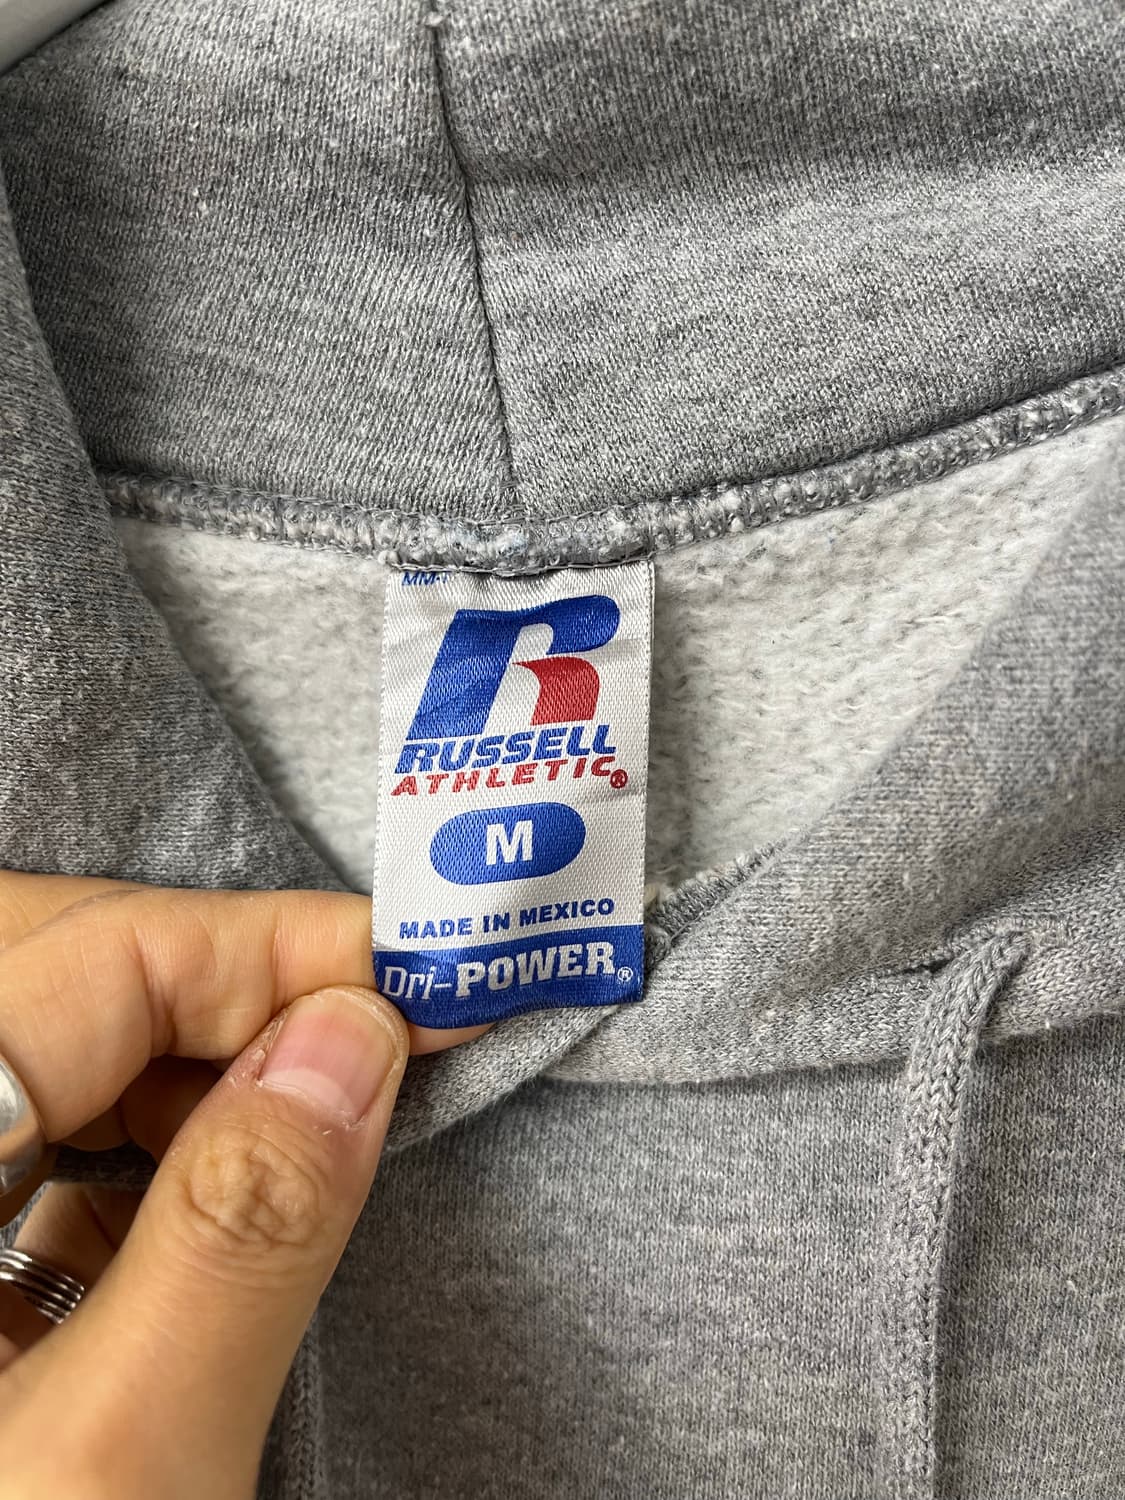 RUSSELL
ATHLETIC®
M
MADE IN MEXICO
Dri-POWER®